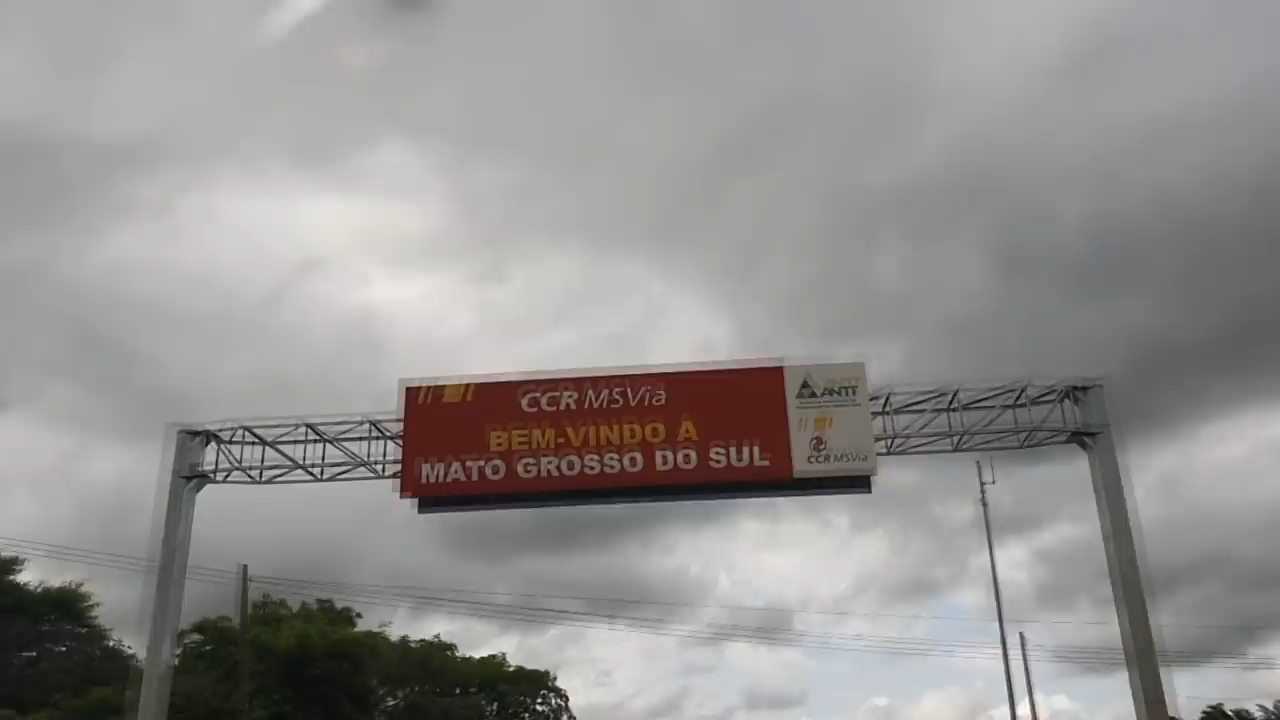 CCR MSVia
BEM-VINDO À
MATO GROSSO DO SUL
ANTT
CCR MSVia